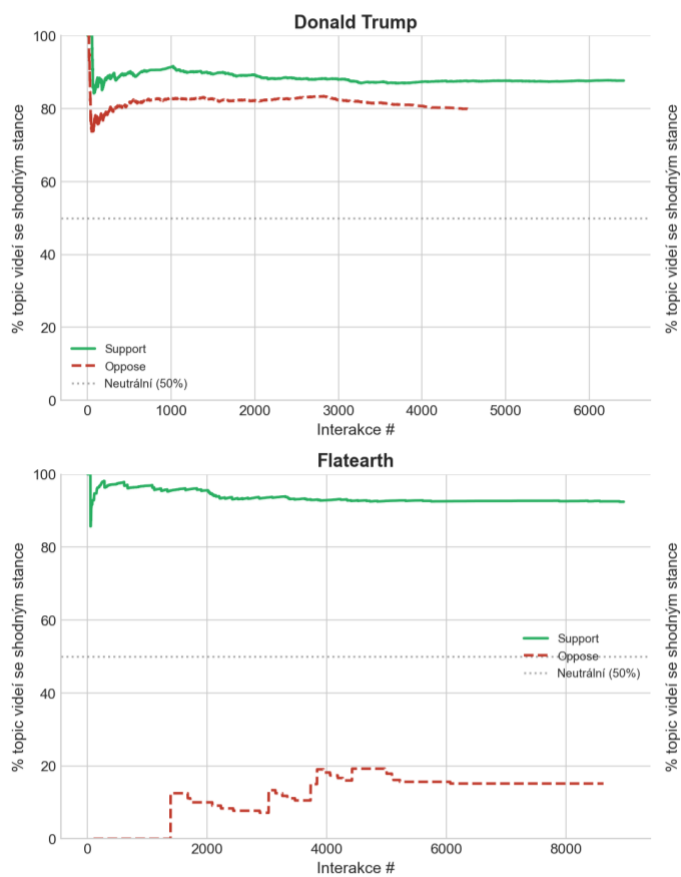 Donald Trump
100
80
60
40
20
0
% topic videí se shodným stance
% topic videí se shodným stance
Support
Oppose
Neutrální (50%)
0 1000 2000 3000 4000 5000 6000
Interakce #
Flatearth
100
80
60
40
20
0
% topic videí se shodným stance
% topic videí se shodným stance
Support
Oppose
Neutrální (50%)
0 2000 4000 6000 8000
Interakce #